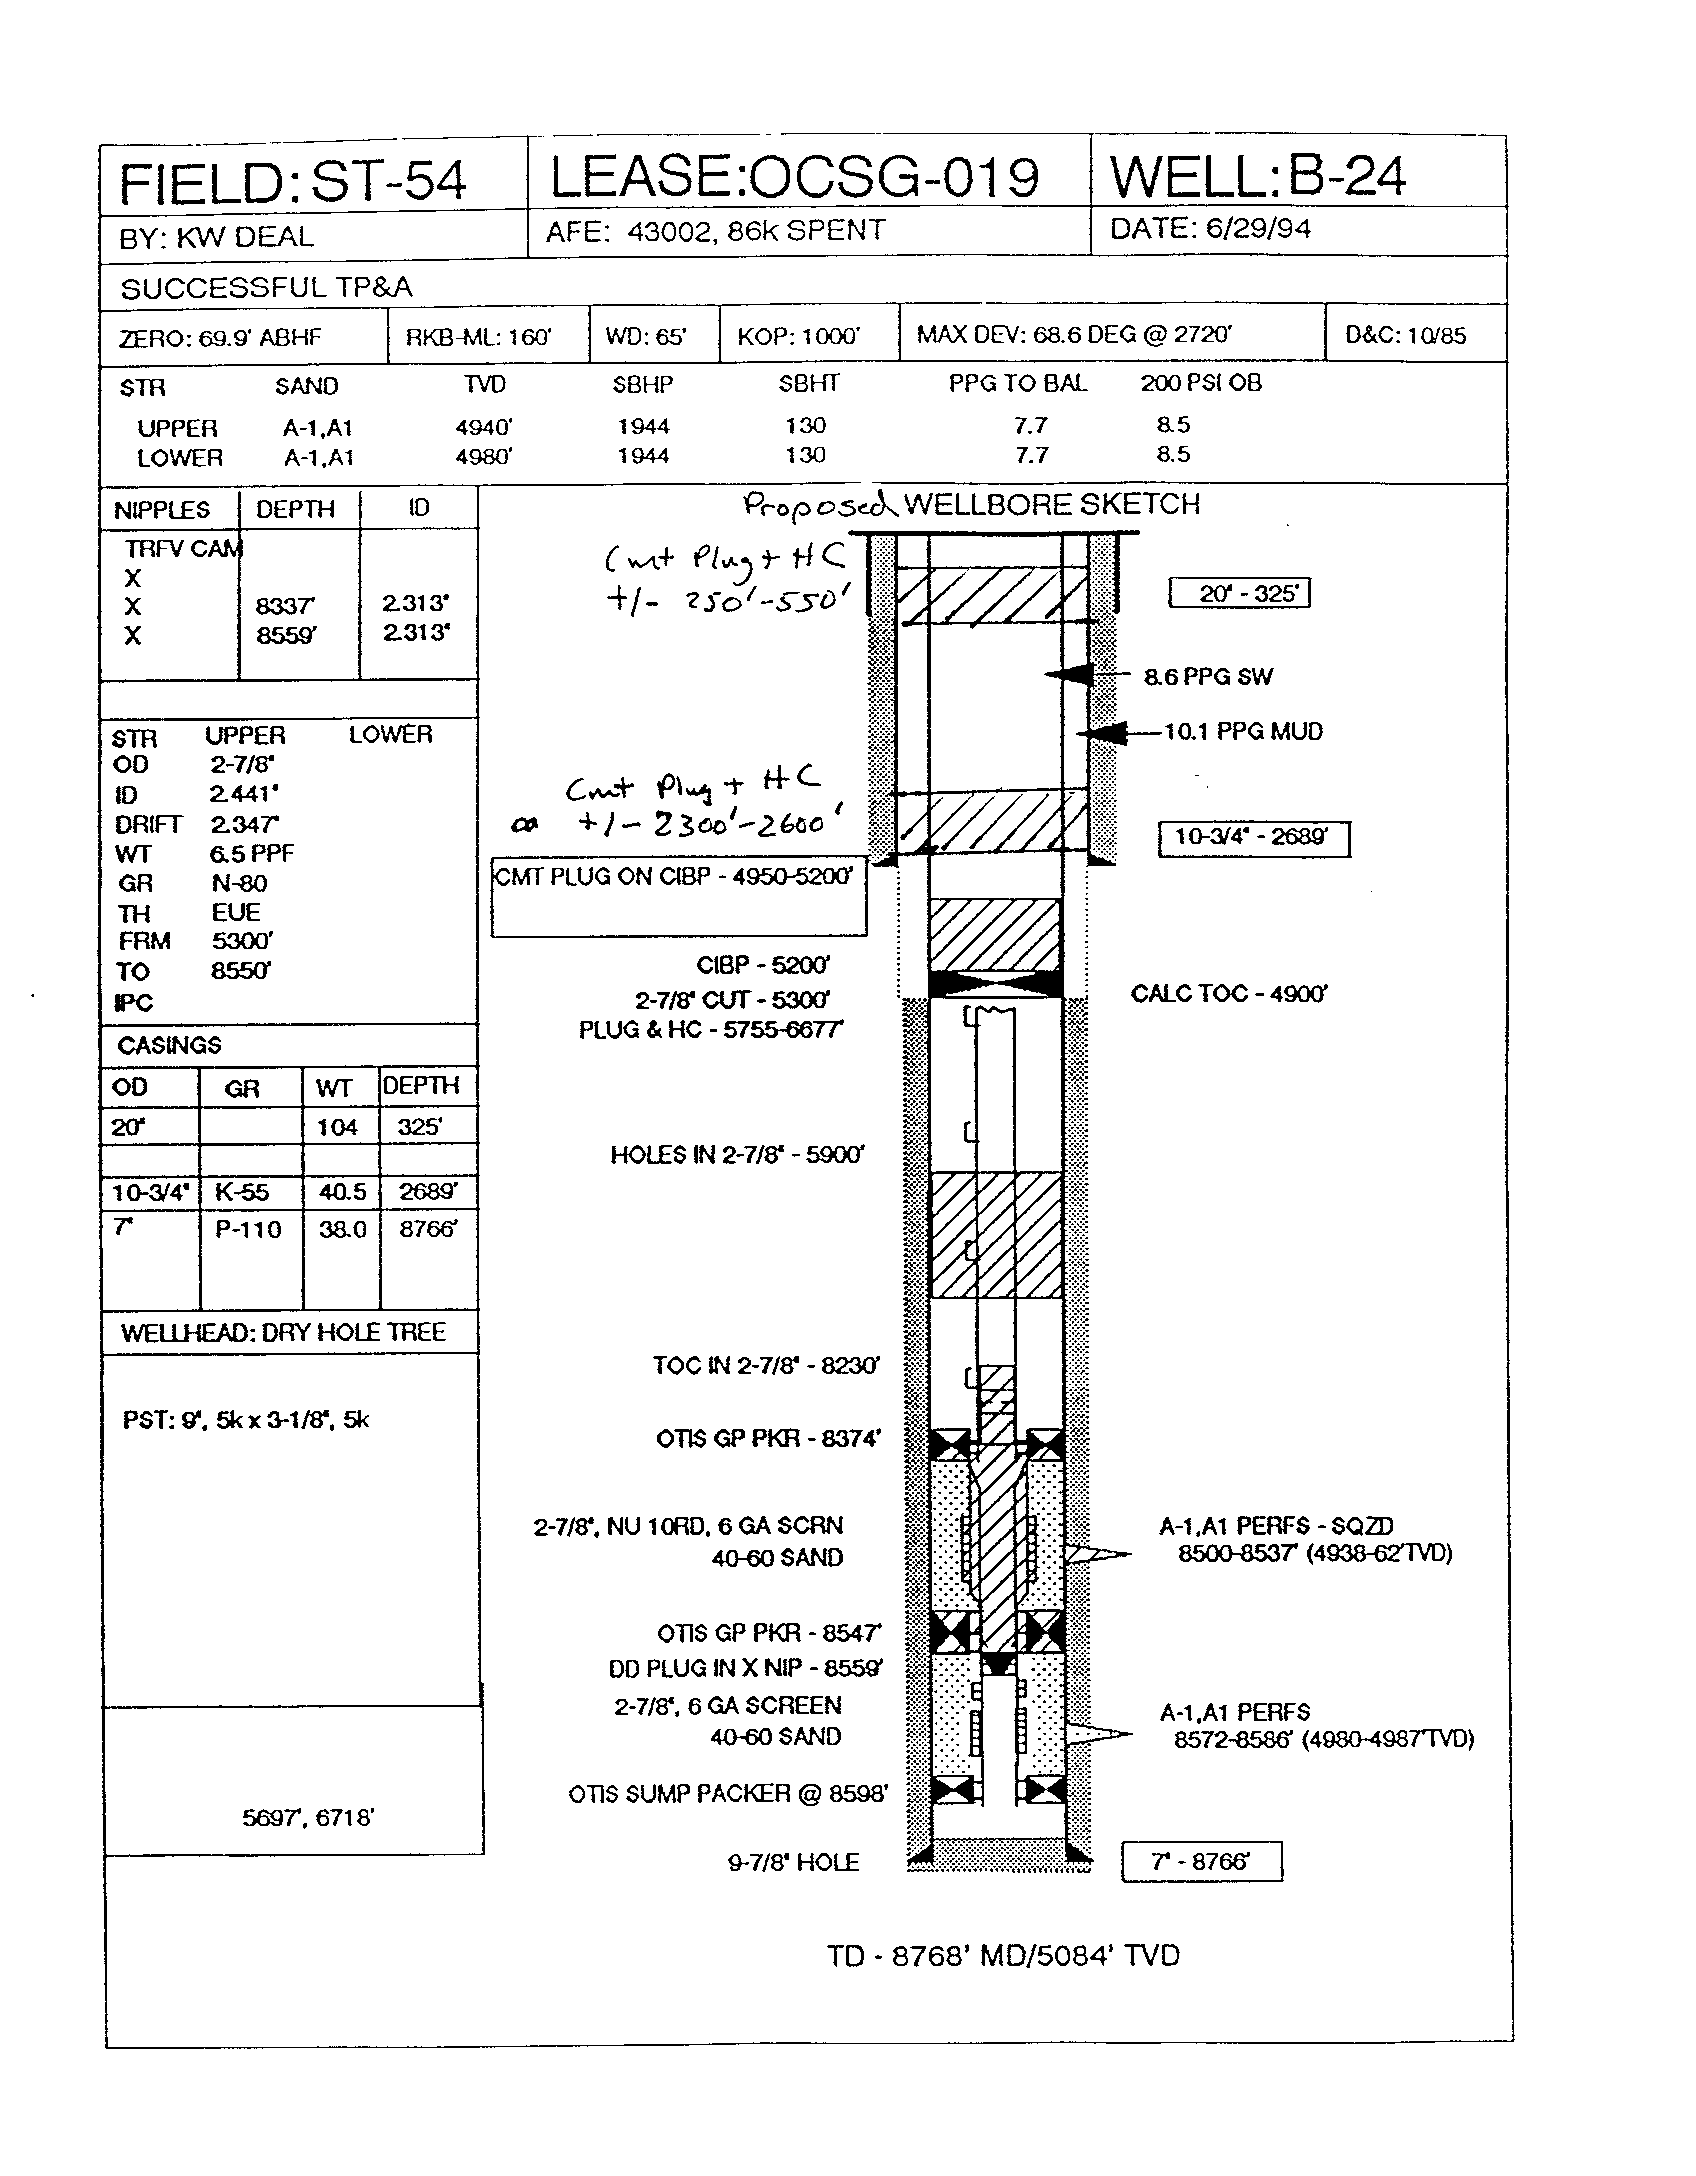 FIELD: ST-54 LEASE:OCSG-019 WELL: B-24
BY: KW DEAL AFE: 43002, 86k SPENT DATE: 6/29/94
SUCCESSFUL TP&A
ZERO: 69.9' ABHF RKB-ML: 160' WD: 65' KOP: 1000' MAX DEV: 68.6 DEG @ 2720' D&C: 10/85
STR SAND TVD SBHP SBHT PPG TO BAL 200 PSI OB
UPPER A-1,A1 4940' 1944 130 7.7 8.5
LOWER A-1,A1 4980' 1944 130 7.7 8.5
NIPPLES DEPTH ID
TRFV CAM
X
X 8337' 2.313"
X 8559' 2.313"
STR UPPER LOWER
OD 2-7/8"
ID 2.441"
DRIFT 2.347"
WT 6.5 PPF
GR N-80
TH EUE
FRM 5300'
TO 8550'
IPC
CASINGS
OD GR WT DEPTH
20" 104 325'
10-3/4" K-55 40.5 2689'
7" P-110 38.0 8766'
WELLHEAD: DRY HOLE TREE
PST: 9", 5k x 3-1/8", 5k
5697', 6718'
Proposed WELLBORE SKETCH
Cmt Plug + HC
+/- 250'-550'
20" - 325'
8.6 PPG SW
10.1 PPG MUD
Cmt Plug + HC
@ +/- 2300'-2600'
10-3/4" - 2689'
CMT PLUG ON CIBP - 4950-5200'
CIBP - 5200'
2-7/8" CUT - 5300'
CALC TOC - 4900'
PLUG & HC - 5755-6677'
HOLES IN 2-7/8" - 5900'
TOC IN 2-7/8" - 8230'
OTIS GP PKR - 8374'
2-7/8", NU 10RD, 6 GA SCRN
40-60 SAND
A-1,A1 PERFS - SQZD
8500-8537' (4938-62'TVD)
OTIS GP PKR - 8547'
DD PLUG IN X NIP - 8559'
2-7/8", 6 GA SCREEN
40-60 SAND
A-1,A1 PERFS
8572-8586' (4980-4987'TVD)
OTIS SUMP PACKER @ 8598'
9-7/8" HOLE
7" - 8766'
TD - 8768' MD/5084' TVD